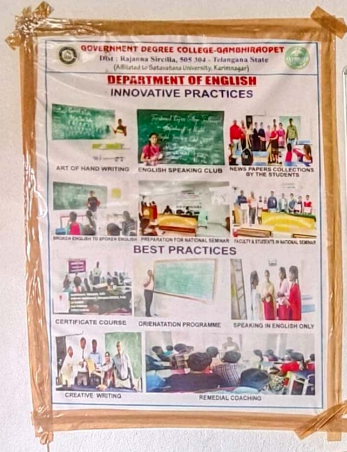 GOVERNMENT DEGREE COLLEGE-GAMBHIRAOPET
Dist : Rajanna Sircilla, 505 304 - Telangana State
(Affiliated to Satavahana University, Karimnagar)
DEPARTMENT OF ENGLISH
INNOVATIVE PRACTICES
ART OF HAND WRITING
ENGLISH SPEAKING CLUB
NEWS PAPERS COLLECTIONS
BY THE STUDENTS
BROKEN ENGLISH TO SPOKEN ENGLISH
PREPARATION FOR NATIONAL SEMINAR
FACULTY & STUDENTS IN NATIONAL SEMINAR
BEST PRACTICES
CERTIFICATE COURSE
ORIENATATION PROGRAMME
SPEAKING IN ENGLISH ONLY
CREATIVE WRITING
REMEDIAL COACHING